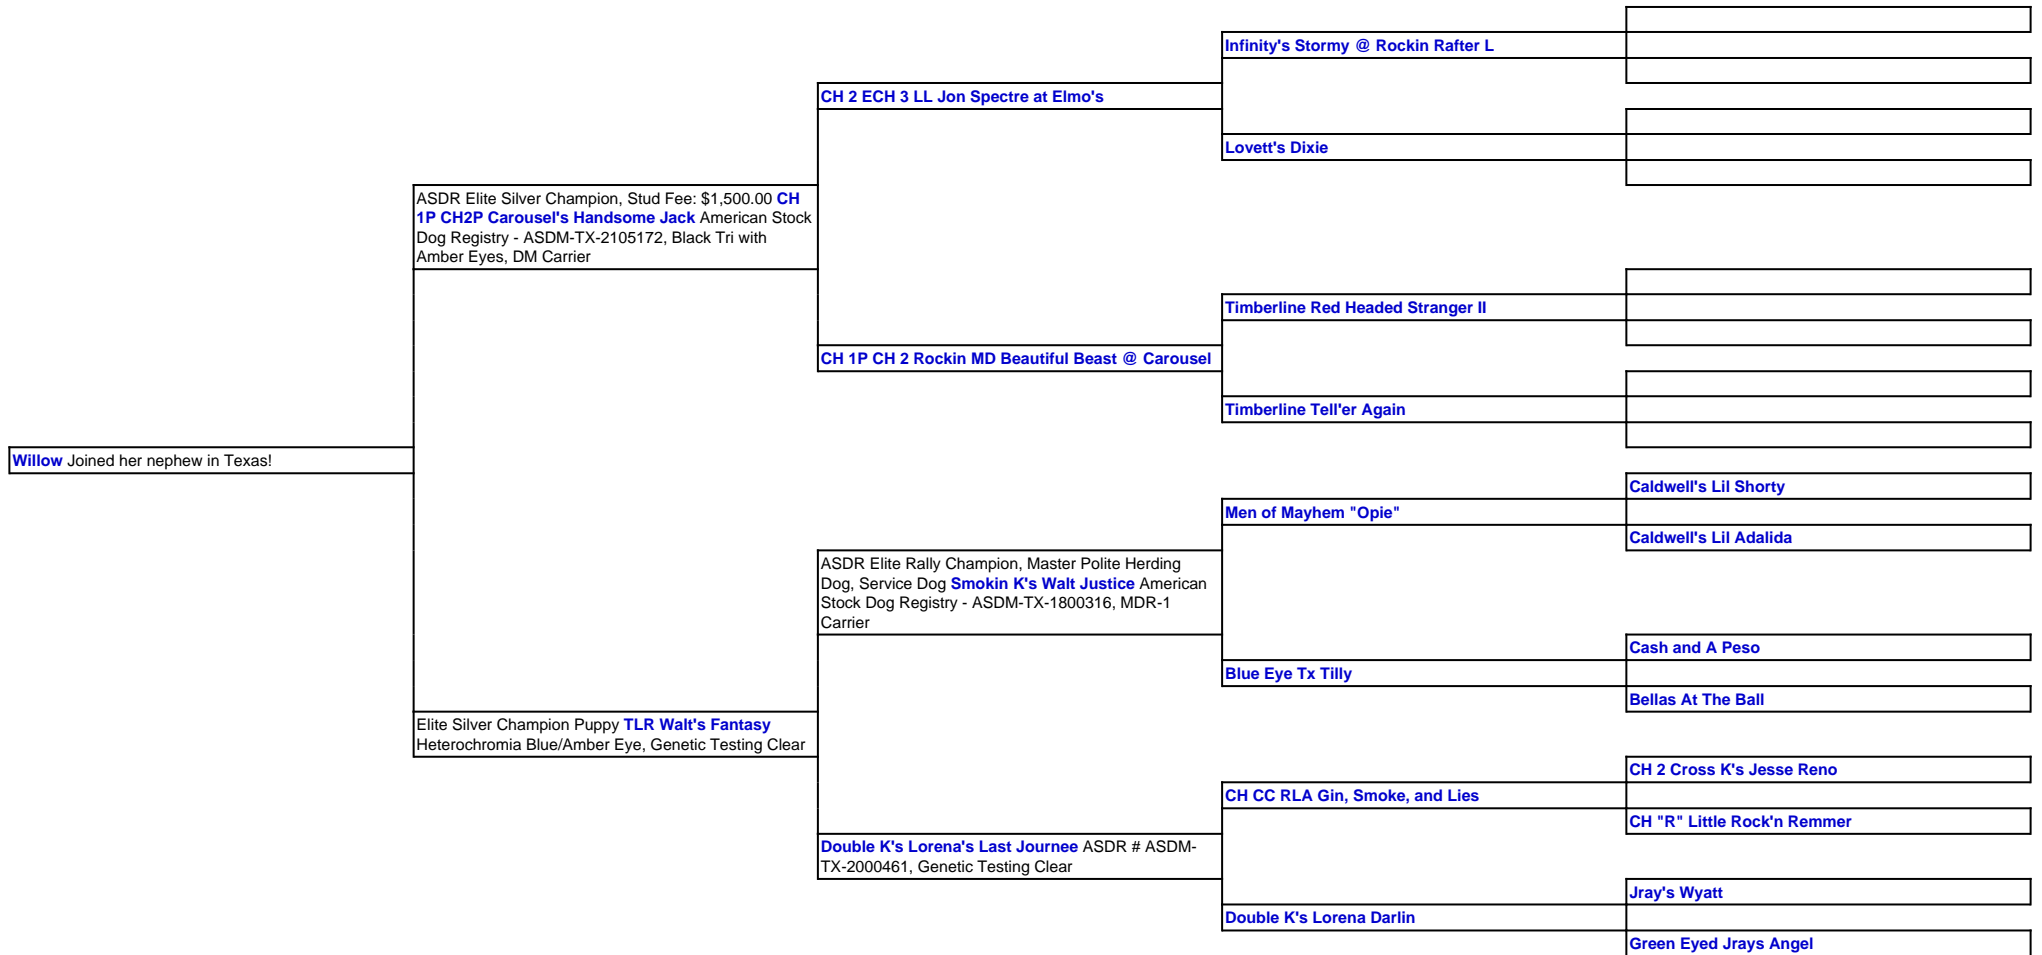 Infinity's Stormy @ Rockin Rafter L
CH 2 ECH 3 LL Jon Spectre at Elmo's
Lovett's Dixie
ASDR Elite Silver Champion, Stud Fee: $1,500.00 CH
1P CH2P Carousel's Handsome Jack American Stock
Dog Registry - ASDM-TX-2105172, Black Tri with
Amber Eyes, DM Carrier
Timberline Red Headed Stranger II
CH 1P CH 2 Rockin MD Beautiful Beast @ Carousel
Timberline Tell'er Again
Willow Joined her nephew in Texas!
Caldwell's Lil Shorty
Men of Mayhem "Opie"
Caldwell's Lil Adalida
ASDR Elite Rally Champion, Master Polite Herding
Dog, Service Dog Smokin K's Walt Justice American
Stock Dog Registry - ASDM-TX-1800316, MDR-1
Carrier
Cash and A Peso
Blue Eye Tx Tilly
Bellas At The Ball
Elite Silver Champion Puppy TLR Walt's Fantasy
Heterochromia Blue/Amber Eye, Genetic Testing Clear
CH 2 Cross K's Jesse Reno
CH CC RLA Gin, Smoke, and Lies
CH "R" Little Rock'n Remmer
Double K's Lorena's Last Journee ASDR # ASDM-
TX-2000461, Genetic Testing Clear
Jray's Wyatt
Double K's Lorena Darlin
Green Eyed Jrays Angel